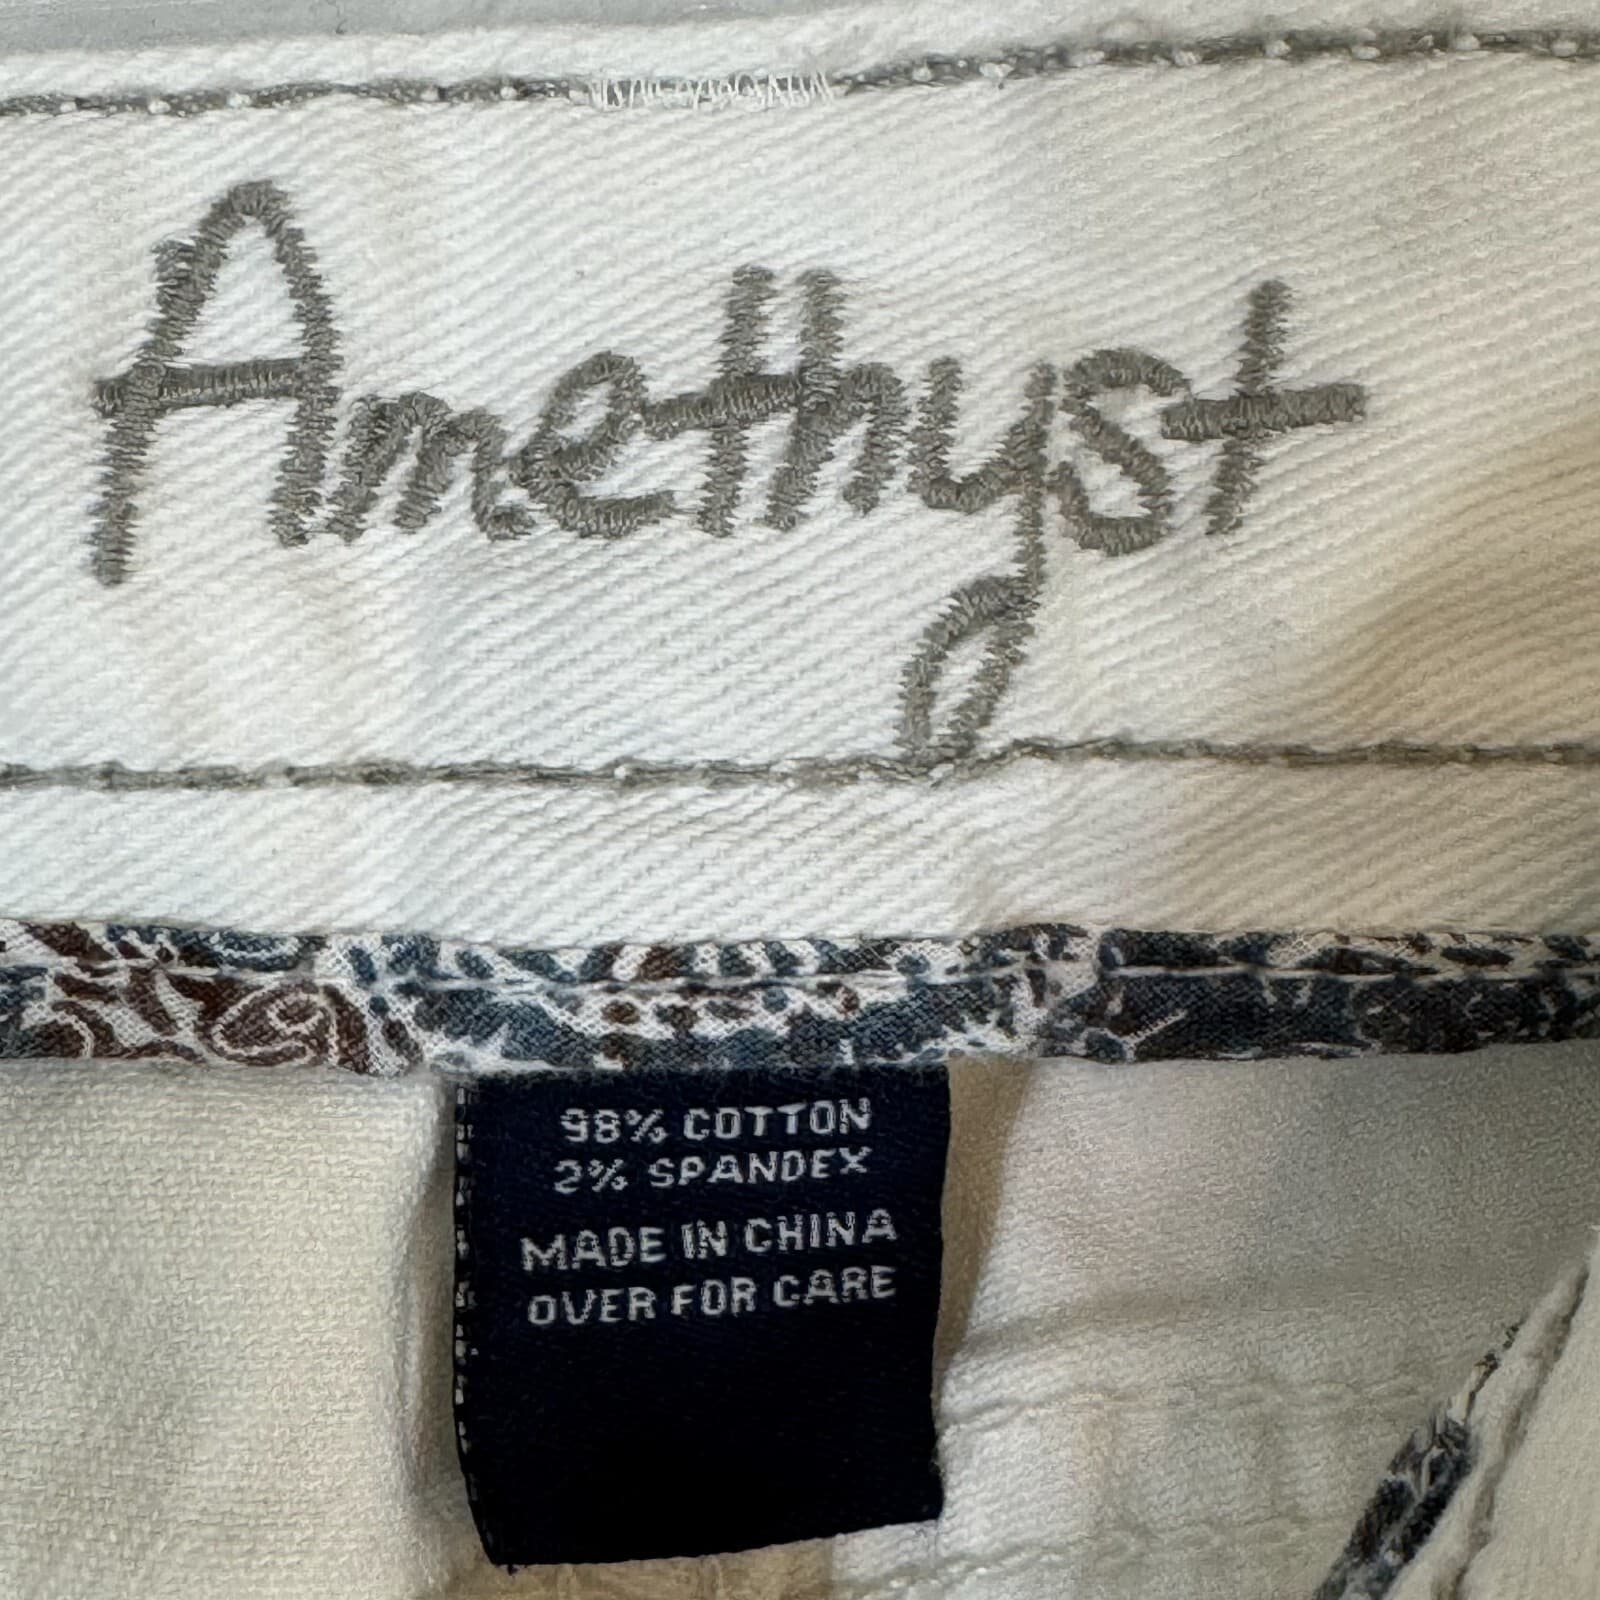 Amethyst
98% COTTON
2% SPANDEX
MADE IN CHINA
OVER FOR CARE